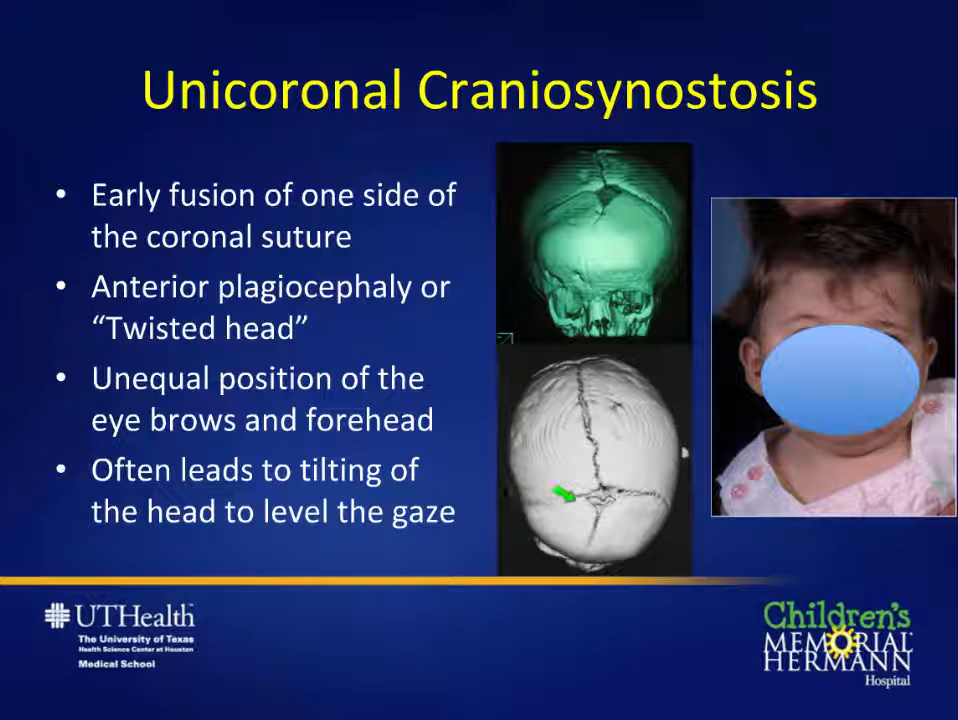 Unicoronal Craniosynostosis
• Early fusion of one side of
the coronal suture
• Anterior plagiocephaly or
“Twisted head”
• Unequal position of the
eye brows and forehead
• Often leads to tilting of
the head to level the gaze
UTHealth
The University of Texas
Health Science Center at Houston
Medical School
Children's
MEMORIAL
HERMANN
Hospital